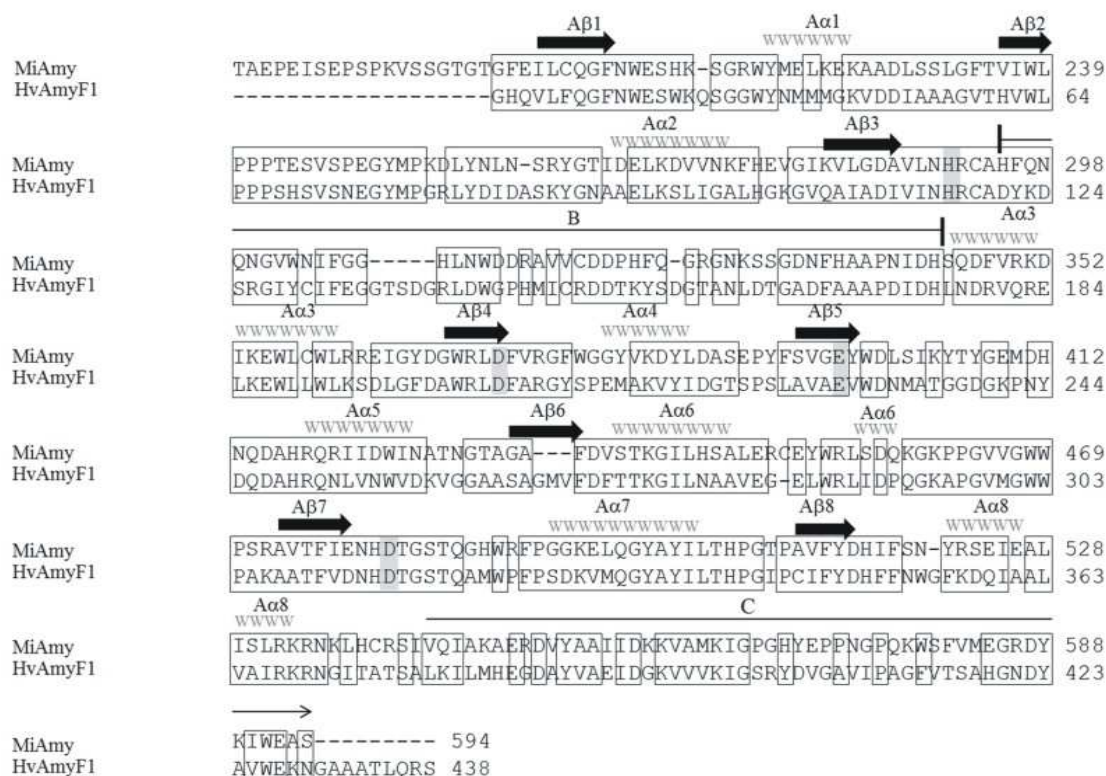 Aβ1 Aα1 Aβ2
MiAmy TAEPEISEPSPKVSSGTGTGFEILCQGFNWESHK-SGRWYMELKEKAADLSSLGFTVIWL 239
HvAmyF1 --------------------GHQVLFQGFNWESWKQSGGWYNMMMGKVDDIAAAGVTHVWL 64
Aα2 Aβ3
MiAmy PPPTESVSPEGYMPKDLYNLN-SRYGTIDELKDVVNKFHEVGIKVLGDAVLNHRCAHFQN 298
HvAmyF1 PPPSHSVSNEGYMPGRLYDIDASKYGNAAELKSLIGALHGKGVQAIADIVINHRCADYKD 124
B Aα3
MiAmy QNGVWNIFGG-----HLNWDDRAVVCDDPHFQ-GRGNKSSGDNFHAAPNIDHSQDFVRKD 352
HvAmyF1 SRGIYCIFEGGTSDGRLDWGPHMICRDDTKYSDGTANLDTGADFAAAPDIDHLNDRVQRE 184
Aα3 Aβ4 Aα4 Aβ5
MiAmy IKEWLCWLRREIGYDGWRLDFVRGFWGGYVKDYLDASEPYFSVGEYWDLSIKYTYGEMDH 412
HvAmyF1 LKEWLLWLKSDLGFDAWRLDFARGYSPEMAKVYIDGTSPSLAVAEVWDNMATGGDGKPNY 244
Aα5 Aβ6 Aα6 Aα6
MiAmy NQDAHRQRIIDWINATNGTAGA---FDVSTKGILHSALERCEYWRLSDQKGKPPGVVGWW 469
HvAmyF1 DQDAHRQNLVNWVDKVGGAASAGMVFDFTTKGILNAAVEG-ELWRLIDPQGKAPGVMGWW 303
Aβ7 Aα7 Aβ8 Aα8
MiAmy PSRAVTFIENHDTGSTQGHWRFPGGKELQGYAYILTHPGTPAVFYDHIFSN-YRSEIEAL 528
HvAmyF1 PAKAATFVDNHDTGSTQAMWPFPSDKVMQGYAYILTHPGIPCIFYDHFFNWGFKDQIAAL 363
Aα8 C
MiAmy ISLRKRNKLHCRSIVQIAKAERDVYAAIIDKKVAMKIGPGHYEPPNGPQKWSFVMEGRDY 588
HvAmyF1 VAIRKRNGITATSALKILMHEGDAYVAEIDGKVVVKIGSRYDVGAVIPAGFVTSAHGNDY 423
MiAmy KIWEAS--------- 594
HvAmyF1 AVWEKNGAAATLQRS 438